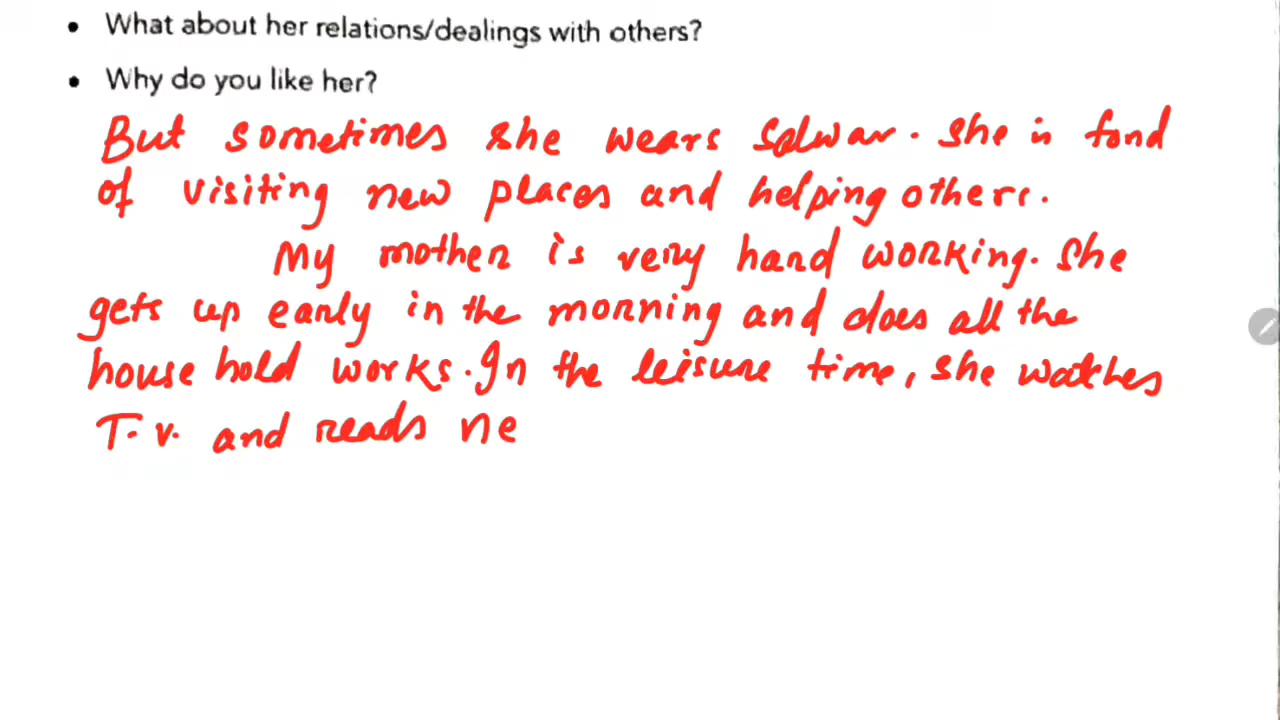 • What about her relations/dealings with others?
• Why do you like her?
But sometimes she wears Salwar. She is fond
of visiting new places and helping others.
My mother is very hard working. She
gets up early in the morning and does all the
house hold works. In the leisure time, she watches
T.V. and reads ne